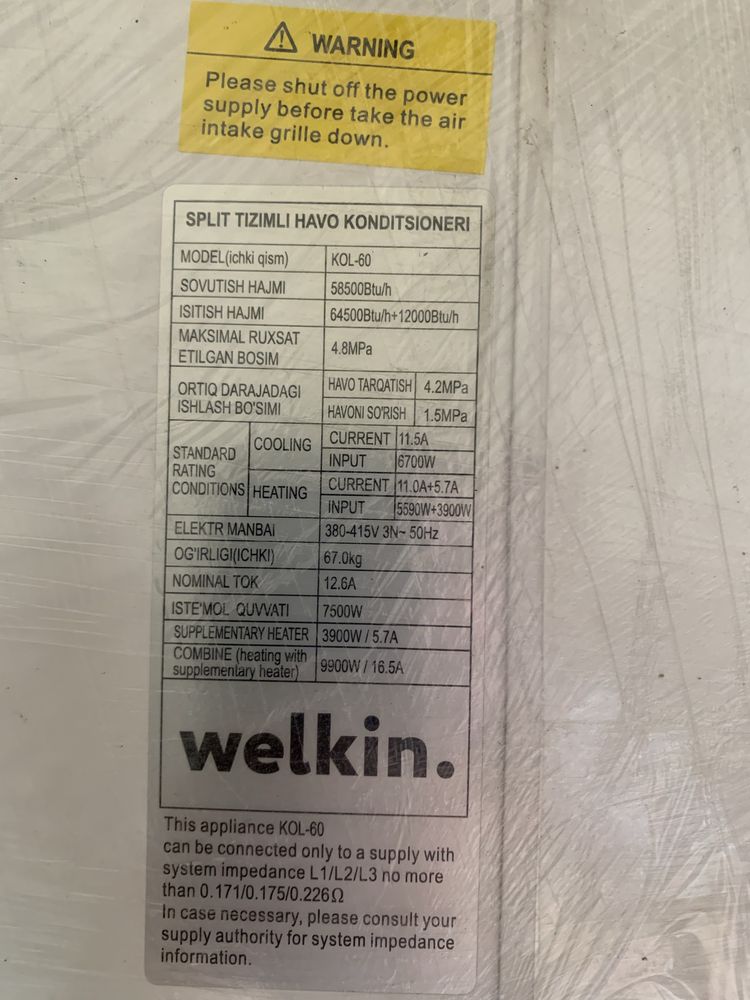 WARNING
Please shut off the power
supply before take the air
intake grille down.
SPLIT TIZIMLI HAVO KONDITSIONERI
MODEL(ichki qism) KOL-60
SOVUTISH HAJMI 58500Btu/h
ISITISH HAJMI 64500Btu/h+12000Btu/h
MAKSIMAL RUXSAT
ETILGAN BOSIM 4.8MPa
ORTIQ DARAJADAGI
ISHLASH BO'SIMI
HAVO TARQATISH 4.2MPa
HAVONI SO'RISH 1.5MPa
STANDARD
RATING
CONDITIONS
COOLING
CURRENT 11.5A
INPUT 6700W
HEATING
CURRENT 11.0A+5.7A
INPUT 5590W+3900W
ELEKTR MANBAI 380-415V 3N~ 50Hz
OG'IRLIGI(ICHKI) 67.0kg
NOMINAL TOK 12.6A
ISTE'MOL QUVVATI 7500W
SUPPLEMENTARY HEATER 3900W / 5.7A
COMBINE (heating with
supplementary heater) 9900W / 16.5A
welkin.
This appliance KOL-60
can be connected only to a supply with
system impedance L1/L2/L3 no more
than 0.171/0.175/0.226Ω
In case necessary, please consult your
supply authority for system impedance
information.